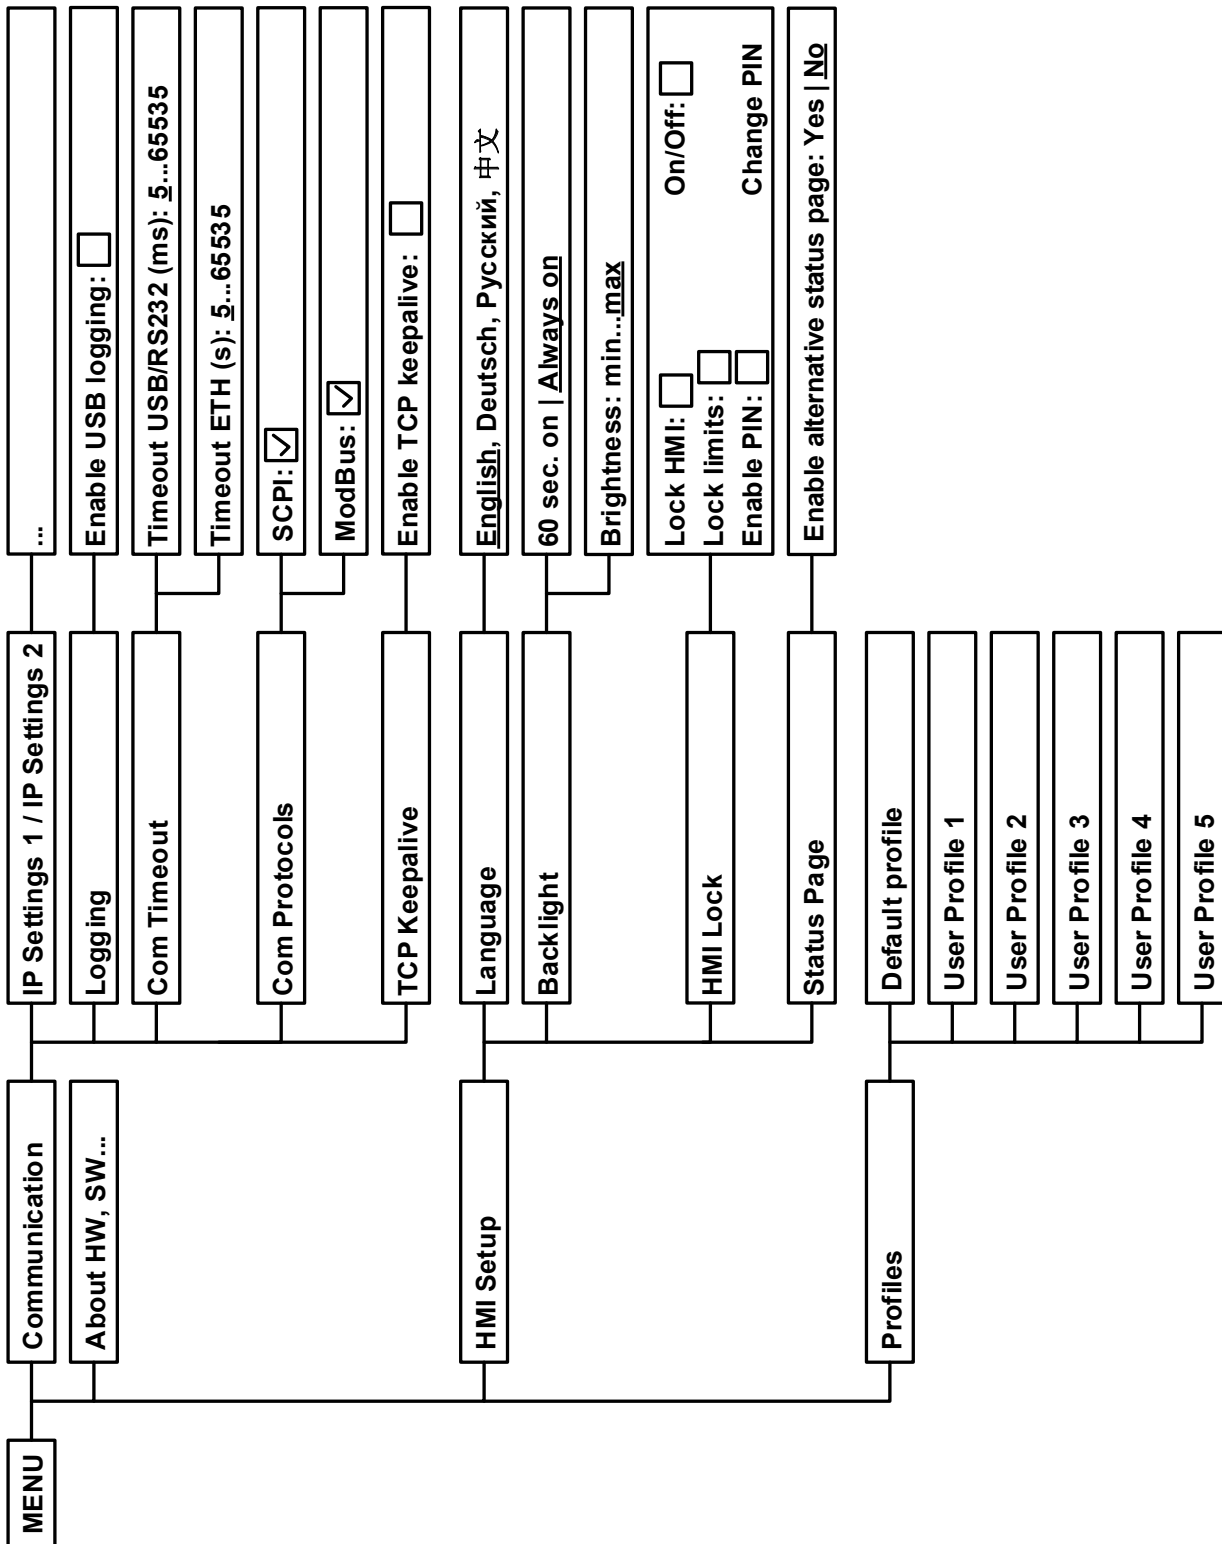 MENU
Communication
IP Settings 1 / IP Settings 2
...
Logging
Enable USB logging:
Com Timeout
Timeout USB/RS232 (ms): 5...65535
Timeout ETH (s): 5...65535
Com Protocols
SCPI:
ModBus:
TCP Keepalive
Enable TCP keepalive:
About HW, SW...
HMI Setup
Language
English, Deutsch, Русский, 中文
Backlight
60 sec. on | Always on
Brightness: min...max
HMI Lock
Lock HMI: On/Off:
Lock limits:
Enable PIN: Change PIN
Status Page
Enable alternative status page: Yes | No
Profiles
Default profile
User Profile 1
User Profile 2
User Profile 3
User Profile 4
User Profile 5